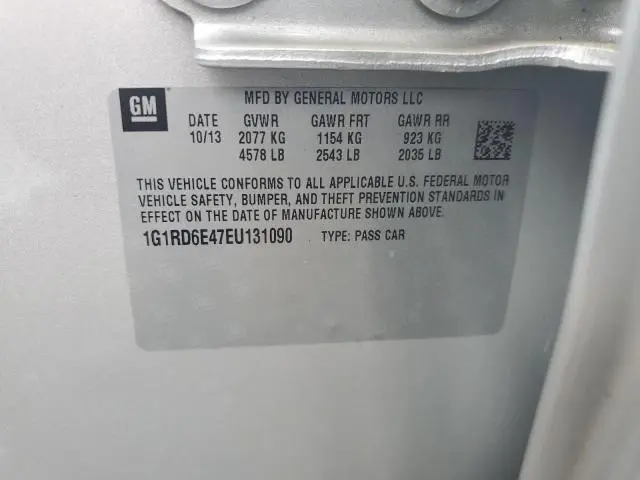 GM MFD BY GENERAL MOTORS LLC
DATE GVWR GAWR FRT GAWR RR
10/13 2077 KG 1154 KG 923 KG
4578 LB 2543 LB 2035 LB
THIS VEHICLE CONFORMS TO ALL APPLICABLE U.S. FEDERAL MOTOR
VEHICLE SAFETY, BUMPER, AND THEFT PREVENTION STANDARDS IN
EFFECT ON THE DATE OF MANUFACTURE SHOWN ABOVE.
1G1RD6E47EU131090 TYPE: PASS CAR